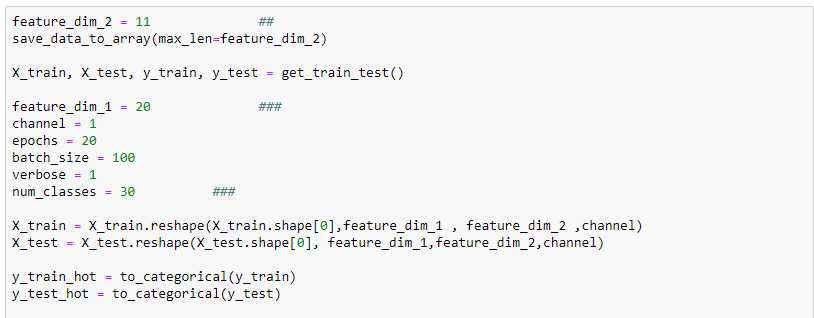 feature_dim_2 = 11              ##
save_data_to_array(max_len=feature_dim_2)
X_train, X_test, y_train, y_test = get_train_test()
feature_dim_1 = 20              ###
channel = 1
epochs = 20
batch_size = 100
verbose = 1
num_classes = 30          ###
X_train = X_train.reshape(X_train.shape[0],feature_dim_1 , feature_dim_2 ,channel)
X_test = X_test.reshape(X_test.shape[0], feature_dim_1,feature_dim_2,channel)
y_train_hot = to_categorical(y_train)
y_test_hot = to_categorical(y_test)